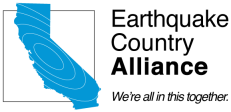 Earthquake
Country
Alliance
We're all in this together.